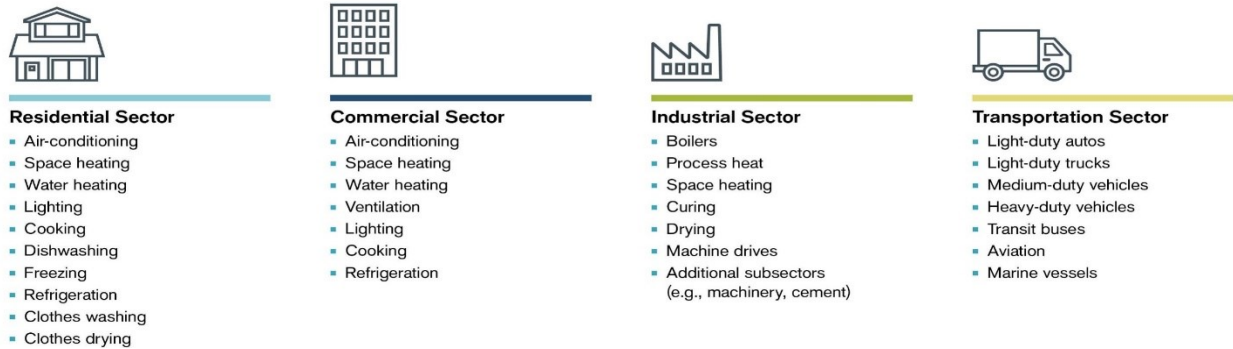 Residential Sector
Air-conditioning
Space heating
Water heating
Lighting
Cooking
Dishwashing
Freezing
Refrigeration
Clothes washing
Clothes drying
Commercial Sector
Air-conditioning
Space heating
Water heating
Ventilation
Lighting
Cooking
Refrigeration
Industrial Sector
Boilers
Process heat
Space heating
Curing
Drying
Machine drives
Additional subsectors
(e.g., machinery, cement)
Transportation Sector
Light-duty autos
Light-duty trucks
Medium-duty vehicles
Heavy-duty vehicles
Transit buses
Aviation
Marine vessels